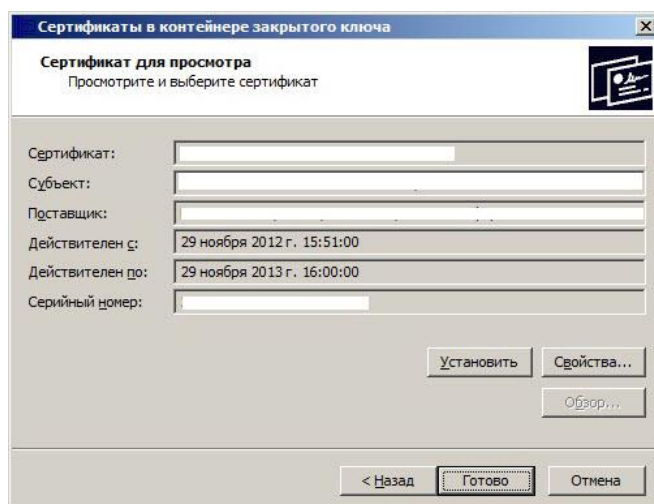 Сертификаты в контейнере закрытого ключа
Сертификат для просмотра
Просмотрите и выберите сертификат
Сертификат:
Субъект:
Поставщик:
Действителен с: 29 ноября 2012 г. 15:51:00
Действителен по: 29 ноября 2013 г. 16:00:00
Серийный номер:
Установить Свойства...
Обзор...
< Назад Готово Отмена